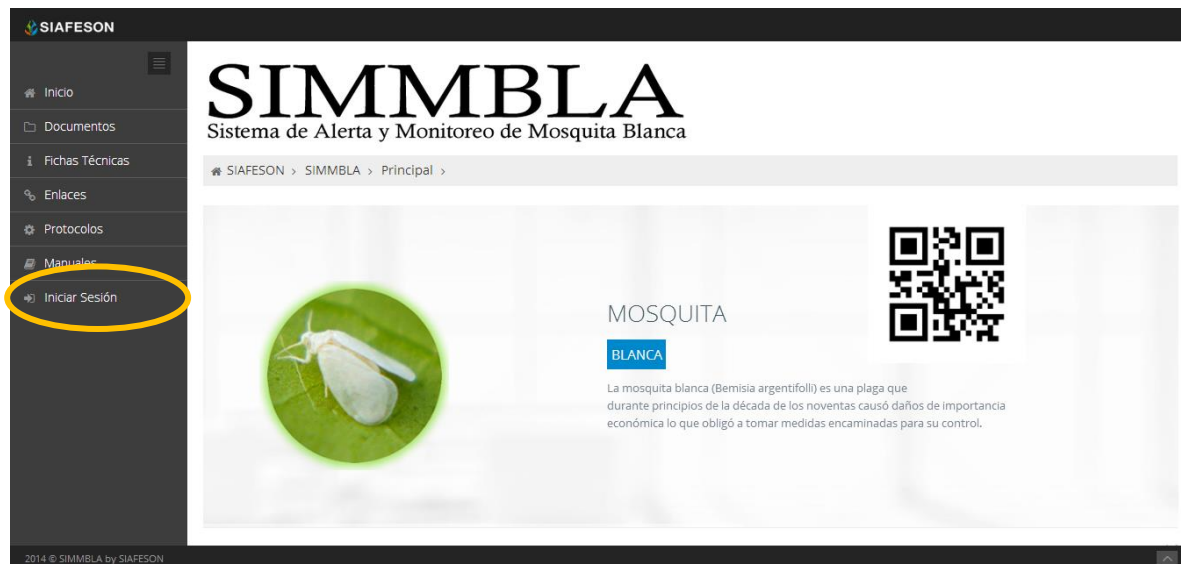 SIAFESON
Inicio
Documentos
Fichas Técnicas
Enlaces
Protocolos
Manuales
Iniciar Sesión
SIMMBLA
Sistema de Alerta y Monitoreo de Mosquita Blanca
SIAFESON > SIMMBLA > Principal >
MOSQUITA
BLANCA
La mosquita blanca (Bemisia argentifolli) es una plaga que
durante principios de la década de los noventas causó daños de importancia
económica lo que obligó a tomar medidas encaminadas para su control.
2014 © SIMMBLA by SIAFESON